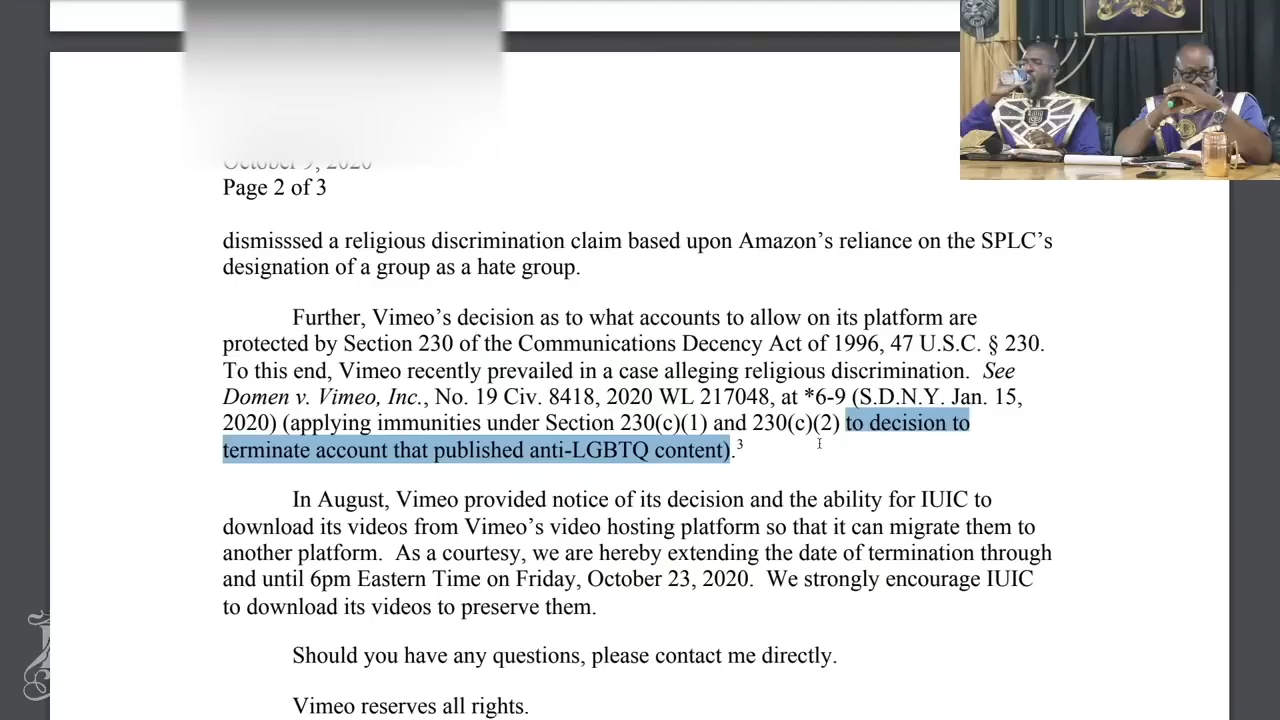 October 9, 2020
Page 2 of 3
dismisssed a religious discrimination claim based upon Amazon’s reliance on the SPLC’s
designation of a group as a hate group.
Further, Vimeo’s decision as to what accounts to allow on its platform are
protected by Section 230 of the Communications Decency Act of 1996, 47 U.S.C. § 230.
To this end, Vimeo recently prevailed in a case alleging religious discrimination. See
Domen v. Vimeo, Inc., No. 19 Civ. 8418, 2020 WL 217048, at *6-9 (S.D.N.Y. Jan. 15,
2020) (applying immunities under Section 230(c)(1) and 230(c)(2) to decision to
terminate account that published anti-LGBTQ content).3
In August, Vimeo provided notice of its decision and the ability for IUIC to
download its videos from Vimeo’s video hosting platform so that it can migrate them to
another platform. As a courtesy, we are hereby extending the date of termination through
and until 6pm Eastern Time on Friday, October 23, 2020. We strongly encourage IUIC
to download its videos to preserve them.
Should you have any questions, please contact me directly.
Vimeo reserves all rights.